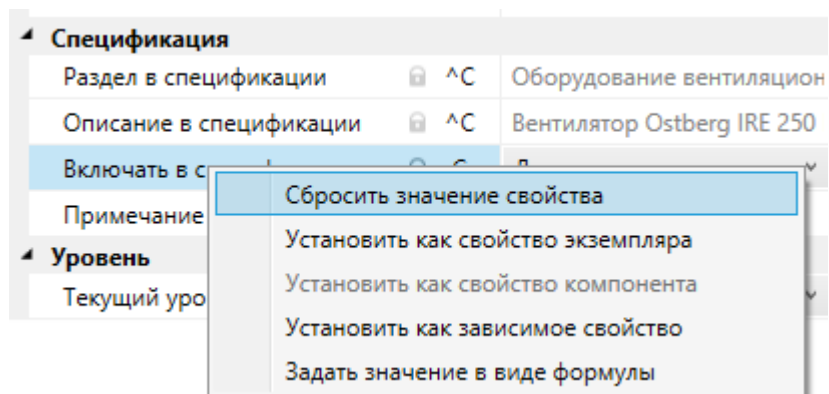 Спецификация
Раздел в спецификации ^C Оборудование вентиляцион
Описание в спецификации ^C Вентилятор Ostberg IRE 250
Включать в с
Сбросить значение свойства
Примечание
Установить как свойство экземпляра
Уровень
Текущий уро
Установить как свойство компонента
Установить как зависимое свойство
Задать значение в виде формулы